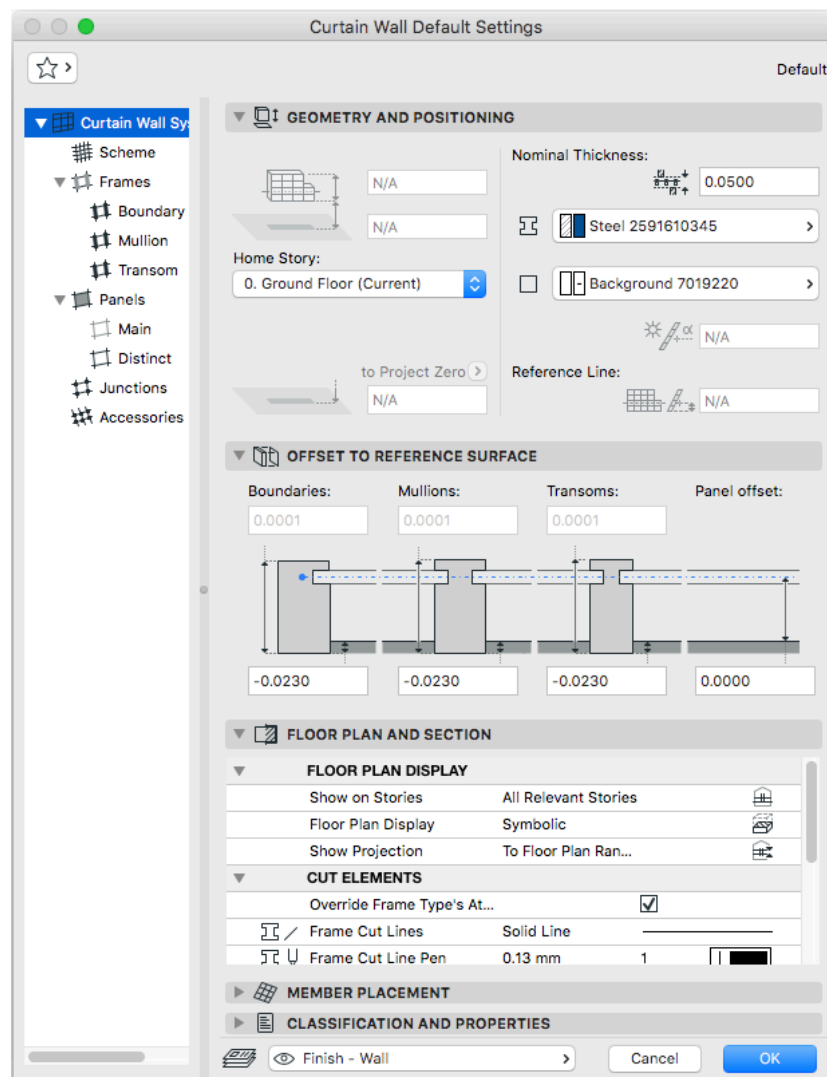 Curtain Wall Default Settings
Default
Curtain Wall Sy
Scheme
Frames
Boundary
Mullion
Transom
Panels
Main
Distinct
Junctions
Accessories
GEOMETRY AND POSITIONING
N/A
N/A
Home Story:
0. Ground Floor (Current)
to Project Zero
N/A
Nominal Thickness:
0.0500
Steel 2591610345
Background 7019220
α
N/A
Reference Line:
N/A
OFFSET TO REFERENCE SURFACE
Boundaries: Mullions: Transoms: Panel offset:
0.0001 0.0001 0.0001
-0.0230 -0.0230 -0.0230 0.0000
FLOOR PLAN AND SECTION
FLOOR PLAN DISPLAY
Show on Stories All Relevant Stories
Floor Plan Display Symbolic
Show Projection To Floor Plan Ran...
CUT ELEMENTS
Override Frame Type's At...
Frame Cut Lines Solid Line
Frame Cut Line Pen 0.13 mm 1
MEMBER PLACEMENT
CLASSIFICATION AND PROPERTIES
Finish - Wall
Cancel
OK